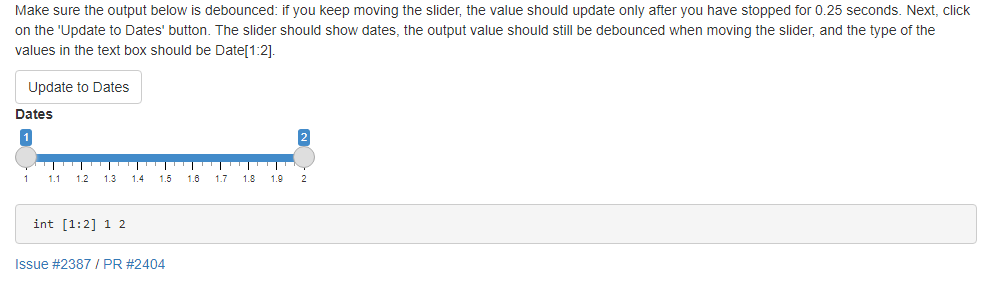 Make sure the output below is debounced: if you keep moving the slider, the value should update only after you have stopped for 0.25 seconds. Next, click
on the 'Update to Dates' button. The slider should show dates, the output value should still be debounced when moving the slider, and the type of the
values in the text box should be Date[1:2].
Update to Dates
Dates
1 2
1 1.1 1.2 1.3 1.4 1.5 1.6 1.7 1.8 1.9 2
int [1:2] 1 2
Issue #2387 / PR #2404